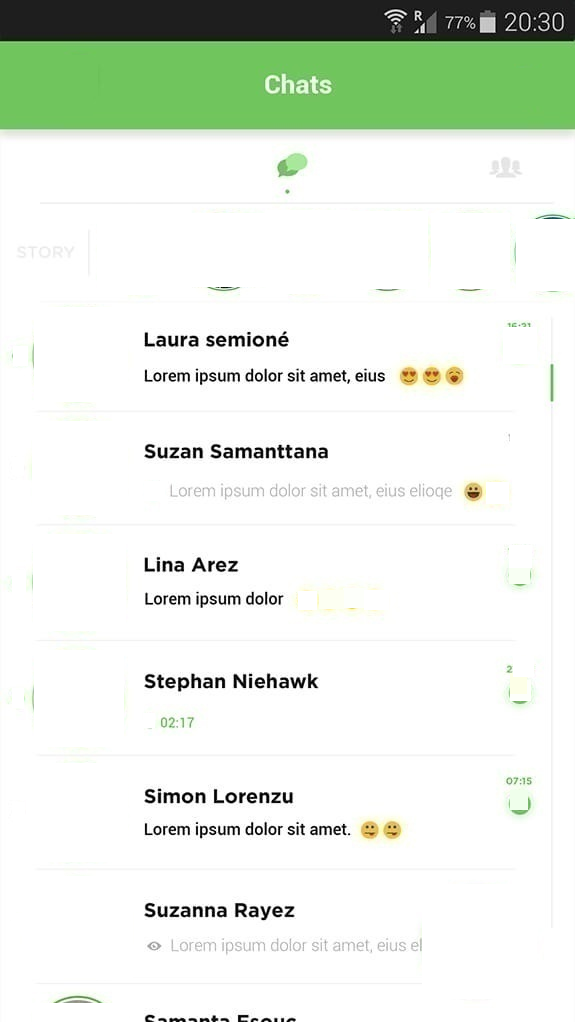 R 77% 20:30
Chats
STORY
Laura semioné
Lorem ipsum dolor sit amet, eius
Suzan Samanttana
Lorem ipsum dolor sit amet, eius elioqe
Lina Arez
Lorem ipsum dolor
Stephan Niehawk
02:17
Simon Lorenzu 07:15
Lorem ipsum dolor sit amet.
Suzanna Rayez
Lorem ipsum dolor sit amet, eius el
Samanta